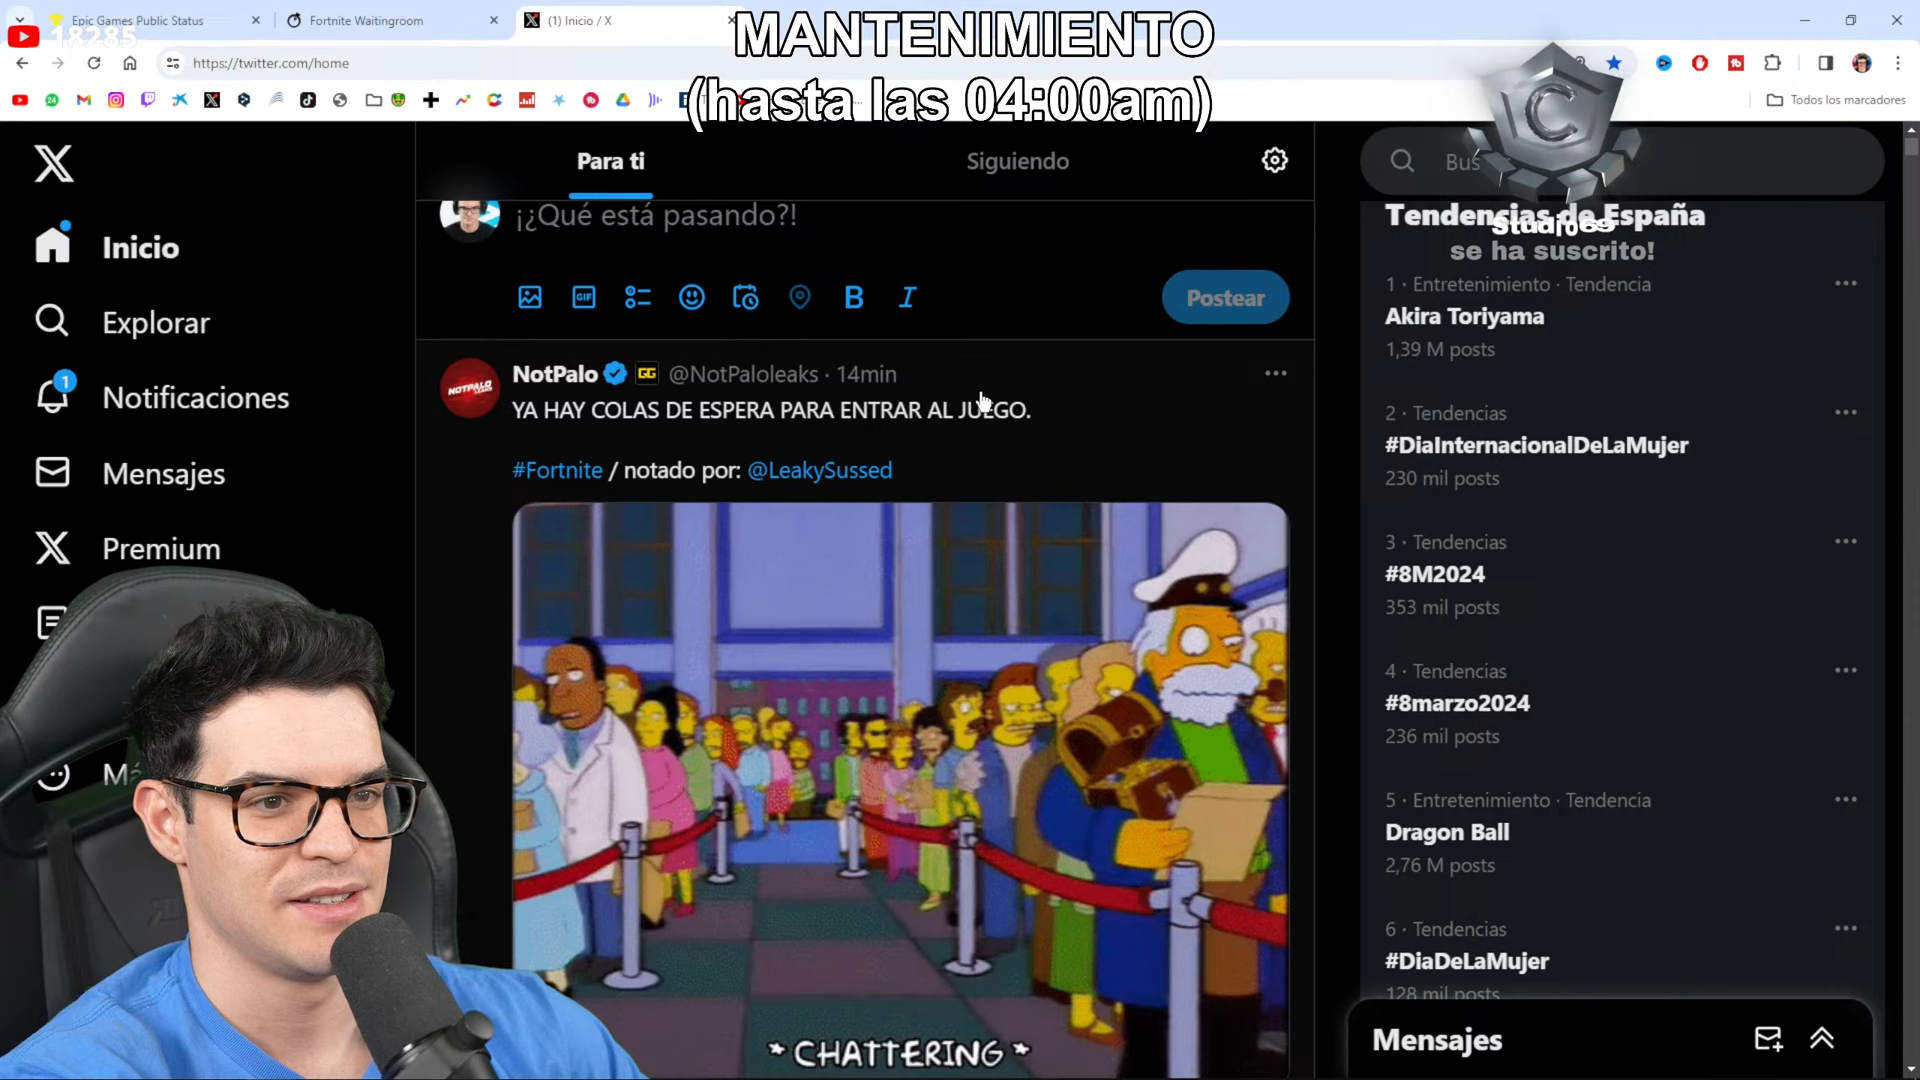 Epic Games Public Status
Fortnite Waitingroom
(1) Inicio / X
18285
MANTENIMIENTO
(hasta las 04:00am)
https://twitter.com/home
Todos los marcadores
Para ti
Siguiendo
¡¿Qué está pasando?!
Postear
Inicio
Explorar
Notificaciones
1
Mensajes
Premium
NotPalo @NotPaloleaks · 14min
YA HAY COLAS DE ESPERA PARA ENTRAR AL JUEGO.
#Fortnite / notado por: @LeakySussed
* CHATTERING *
Bus
Tendencias de España
se ha suscrito!
1 · Entretenimiento · Tendencia
Akira Toriyama
1,39 M posts
2 · Tendencias
#DiaInternacionalDeLaMujer
230 mil posts
3 · Tendencias
#8M2024
353 mil posts
4 · Tendencias
#8marzo2024
236 mil posts
5 · Entretenimiento · Tendencia
Dragon Ball
2,76 M posts
6 · Tendencias
#DiaDeLaMujer
128 mil posts
Mensajes